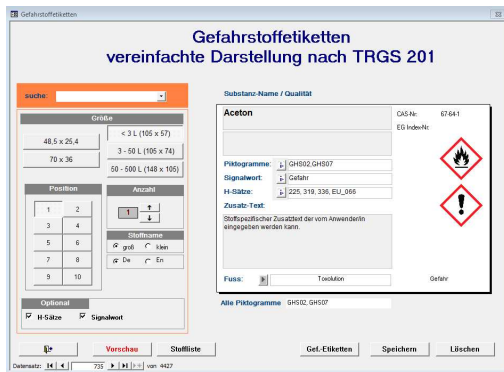 Gefahrstoffetiketten
Gefahrstoffetiketten
vereinfachte Darstellung nach TRGS 201
suche:
Größe
48,5 x 25,4
70 x 36
< 3 L (105 x 57)
3 - 50 L (105 x 74)
50 - 500 L (148 x 105)
Position
1 2
3 4
5 6
7 8
9 10
Anzahl
1
Stoffname
groß klein
De En
Optional
H-Sätze Signalwort
Substanz-Name / Qualität
Aceton
CAS-Nr: 67-64-1
EG Index-Nr:
Piktogramme: GHS02,GHS07
Signalwort: Gefahr
H-Sätze: 225, 319, 336, EU_066
Zusatz-Text:
Stoffspezifischer Zusatztext der vom Anwender/in
eingegeben werden kann.
Fuss: Toxolution
Gefahr
Alle Piktogramme GHS02, GHS07
Vorschau Stoffliste Gef.-Etiketten Speichern Löschen
Datensatz: 735 von 4427